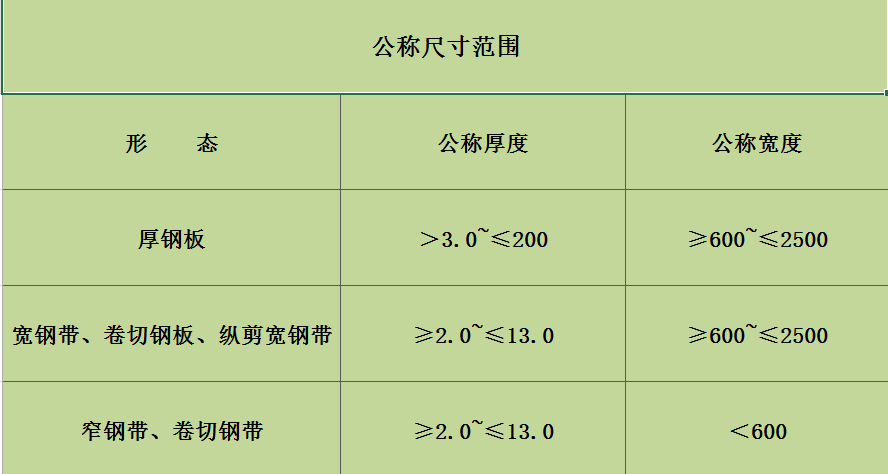 公称尺寸范围
形 态 公称厚度 公称宽度
厚钢板 ＞3.0~≤200 ≥600~≤2500
宽钢带、卷切钢板、纵剪宽钢带 ≥2.0~≤13.0 ≥600~≤2500
窄钢带、卷切钢带 ≥2.0~≤13.0 ＜600